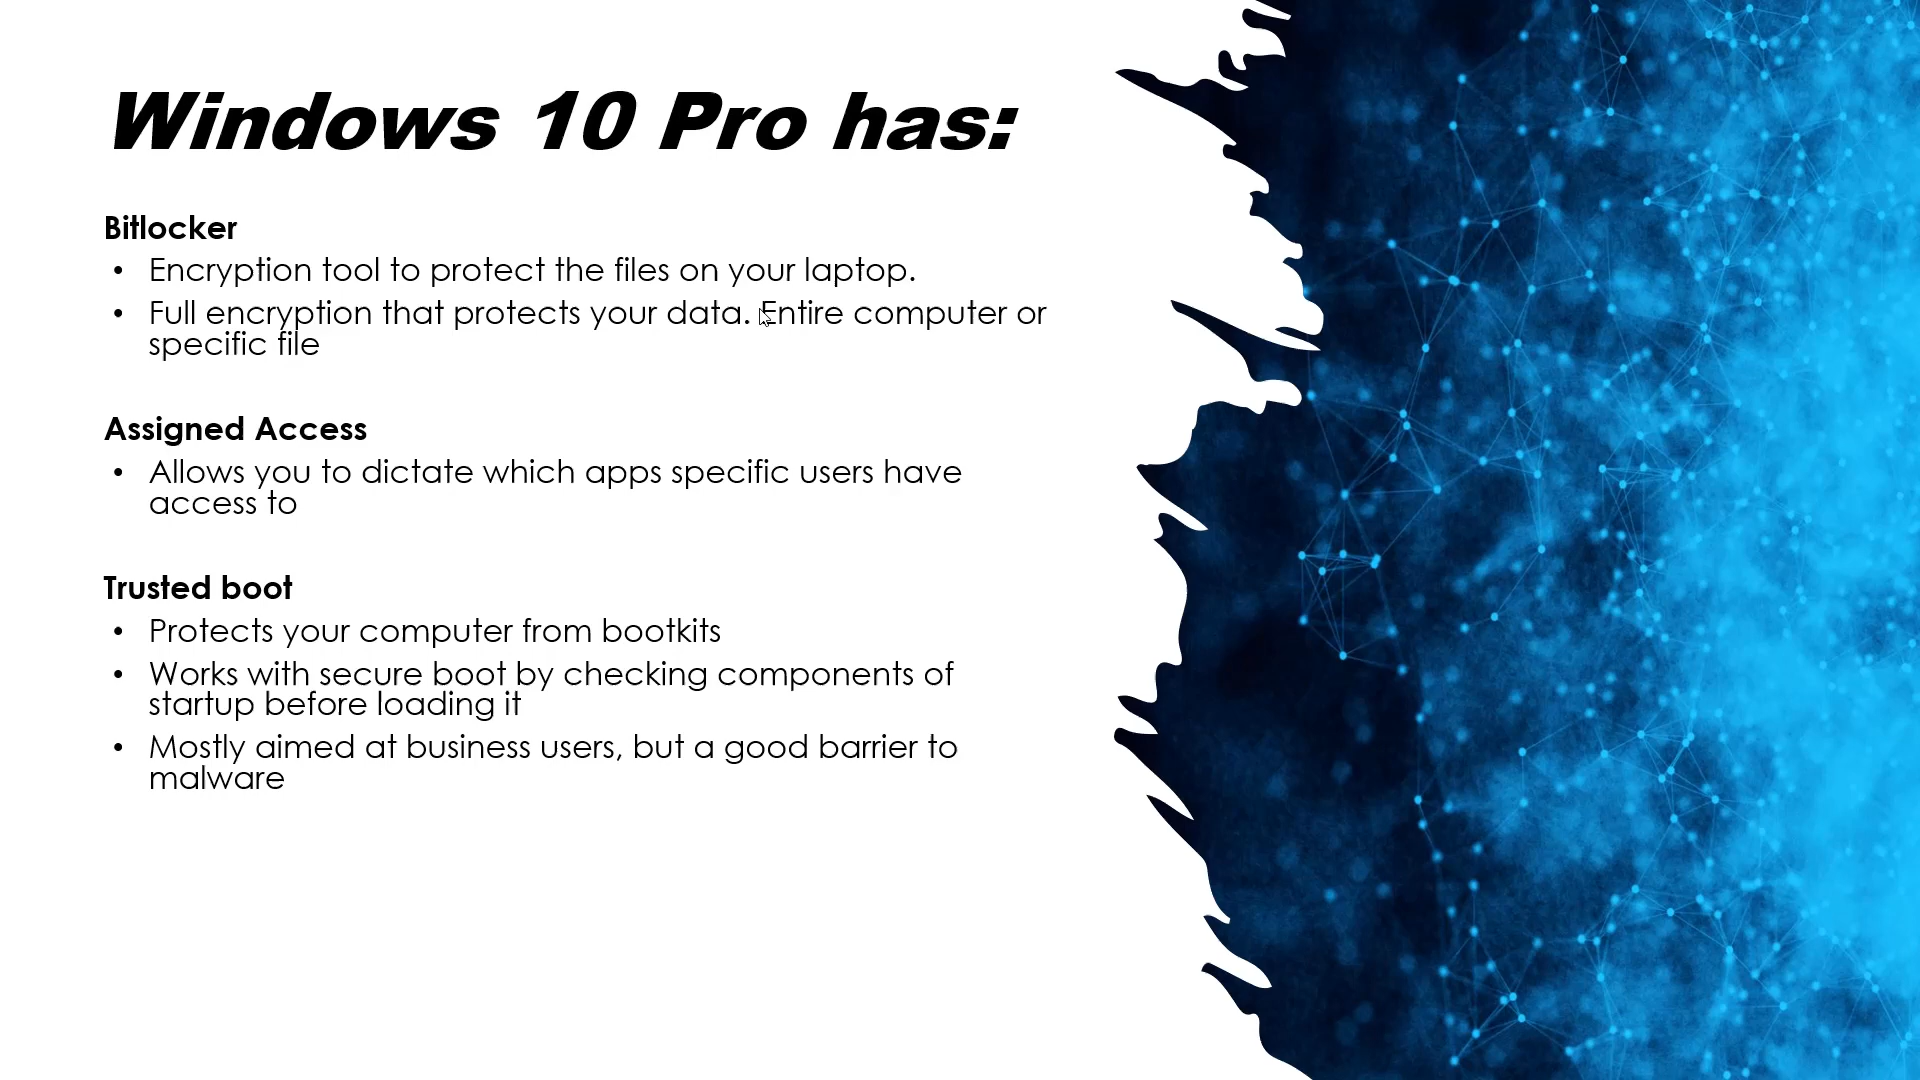 Windows 10 Pro has:
Bitlocker
• Encryption tool to protect the files on your laptop.
• Full encryption that protects your data. Entire computer or
specific file
Assigned Access
• Allows you to dictate which apps specific users have
access to
Trusted boot
• Protects your computer from bootkits
• Works with secure boot by checking components of
startup before loading it
• Mostly aimed at business users, but a good barrier to
malware